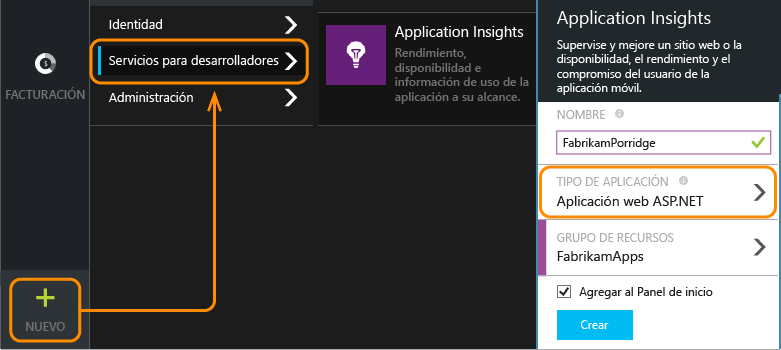 FACTURACIÓN
NUEVO
Identidad
Servicios para desarrolladores
Administración
Application Insights
Rendimiento,
disponibilidad e
información de uso de la
aplicación a su alcance.
Application Insights
Supervise y mejore un sitio web o la
disponibilidad, el rendimiento y el
compromiso del usuario de la
aplicación móvil.
NOMBRE
FabrikamPorridge
TIPO DE APLICACIÓN
Aplicación web ASP.NET
GRUPO DE RECURSOS
FabrikamApps
Agregar al Panel de inicio
Crear